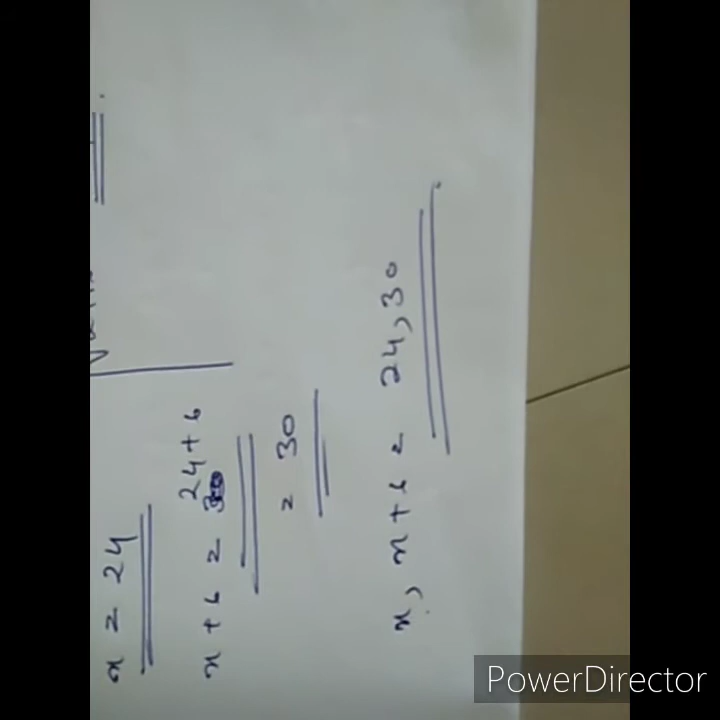 x = 24
x + 6 = 24 + 6
= 30
x, x + 6 = 24, 30
PowerDirector